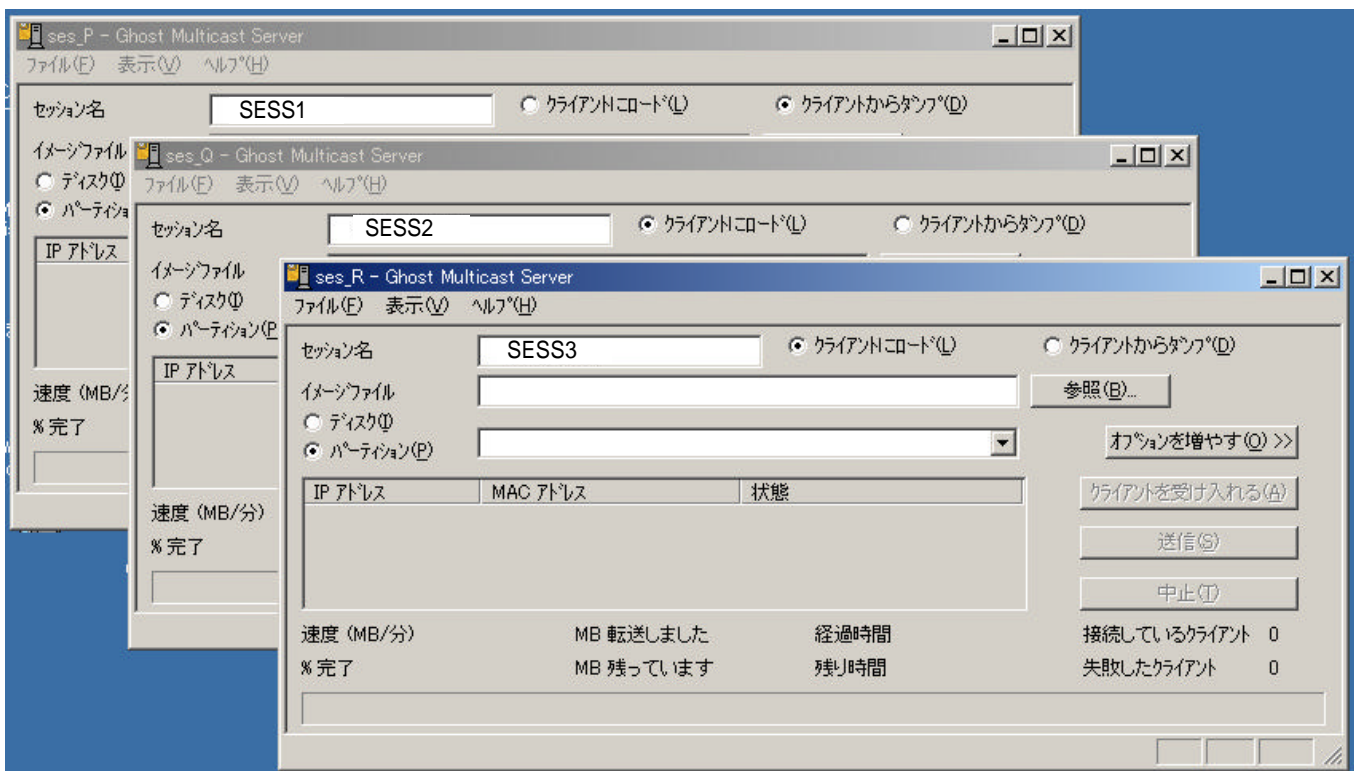 ses_P - Ghost Multicast Server
ファイル(F) 表示(V) ヘルプ(H)
セッション名 SESS1 クライアントにロード(L) クライアントからダンプ(D)
イメージファイル
ディスク(I)
パーティショ
IP アドレス
速度 (MB/分
% 完了
ses_Q - Ghost Multicast Server
ファイル(F) 表示(V) ヘルプ(H)
セッション名 SESS2 クライアントにロード(L) クライアントからダンプ(D)
イメージファイル
ディスク(I)
パーティション(P
IP アドレス
速度 (MB/分)
% 完了
ses_R - Ghost Multicast Server
ファイル(F) 表示(V) ヘルプ(H)
セッション名 SESS3 クライアントにロード(L) クライアントからダンプ(D)
イメージファイル 参照(B)...
ディスク(I)
パーティション(P) オプションを増やす(O) >>
IP アドレス MAC アドレス 状態 クライアントを受け入れる(A)
送信(S)
中止(T)
速度 (MB/分) MB 転送しました 経過時間 接続しているクライアント 0
% 完了 MB 残っています 残り時間 失敗したクライアント 0